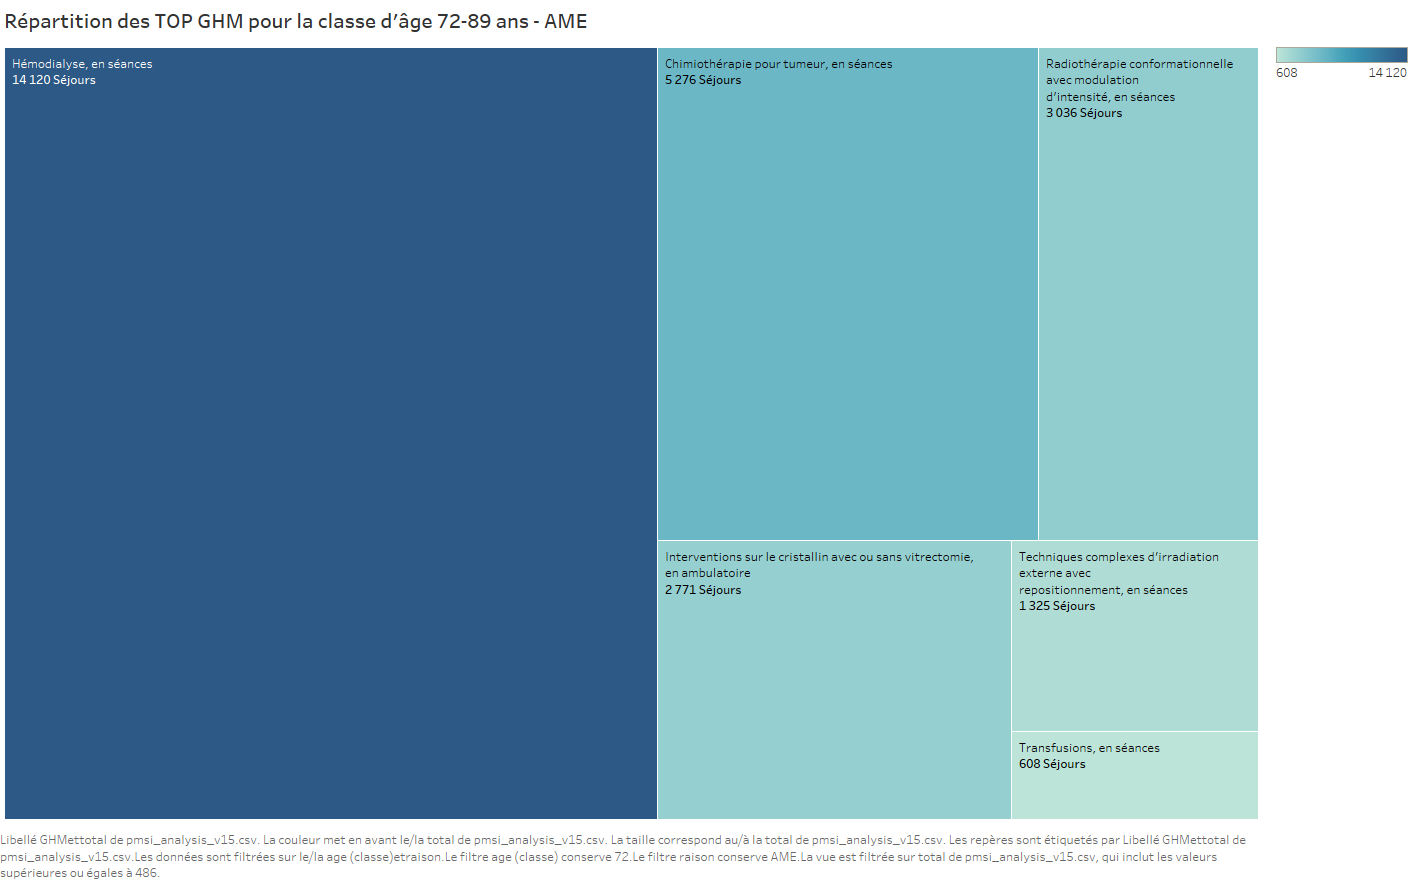 Répartition des TOP GHM pour la classe d’âge 72-89 ans - AME
Hémodialyse, en séances
14 120 Séjours
Chimiothérapie pour tumeur, en séances
5 276 Séjours
Radiothérapie conformationnelle
avec modulation
d’intensité, en séances
3 036 Séjours
608
14 120
Interventions sur le cristallin avec ou sans vitrectomie,
en ambulatoire
2 771 Séjours
Techniques complexes d’irradiation
externe avec
repositionnement, en séances
1 325 Séjours
Transfusions, en séances
608 Séjours
Libellé GHMettotal de pmsi_analysis_v15.csv. La couleur met en avant le/la total de pmsi_analysis_v15.csv. La taille correspond au/à la total de pmsi_analysis_v15.csv. Les repères sont étiquetés par Libellé GHMettotal de
pmsi_analysis_v15.csv.Les données sont filtrées sur le/la age (classe)etraison.Le filtre age (classe) conserve 72.Le filtre raison conserve AME.La vue est filtrée sur total de pmsi_analysis_v15.csv, qui inclut les valeurs
supérieures ou égales à 486.